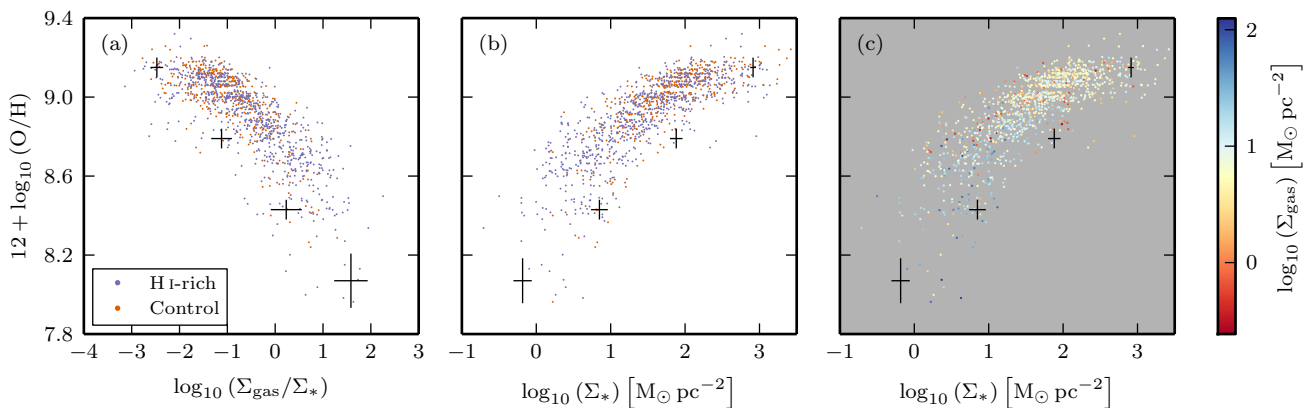 12 + log₁₀ (O/H)
9.4
9.0
8.6
8.2
7.8
(a)
H I-rich
Control
−4 −3 −2 −1 0 1 2 3
log₁₀ (Σgas/Σ*)
(b)
−1 0 1 2 3
log₁₀ (Σ*) [M⊙ pc⁻²]
(c)
−1 0 1 2 3
log₁₀ (Σ*) [M⊙ pc⁻²]
2
1
0
log₁₀ (Σgas) [M⊙ pc⁻²]